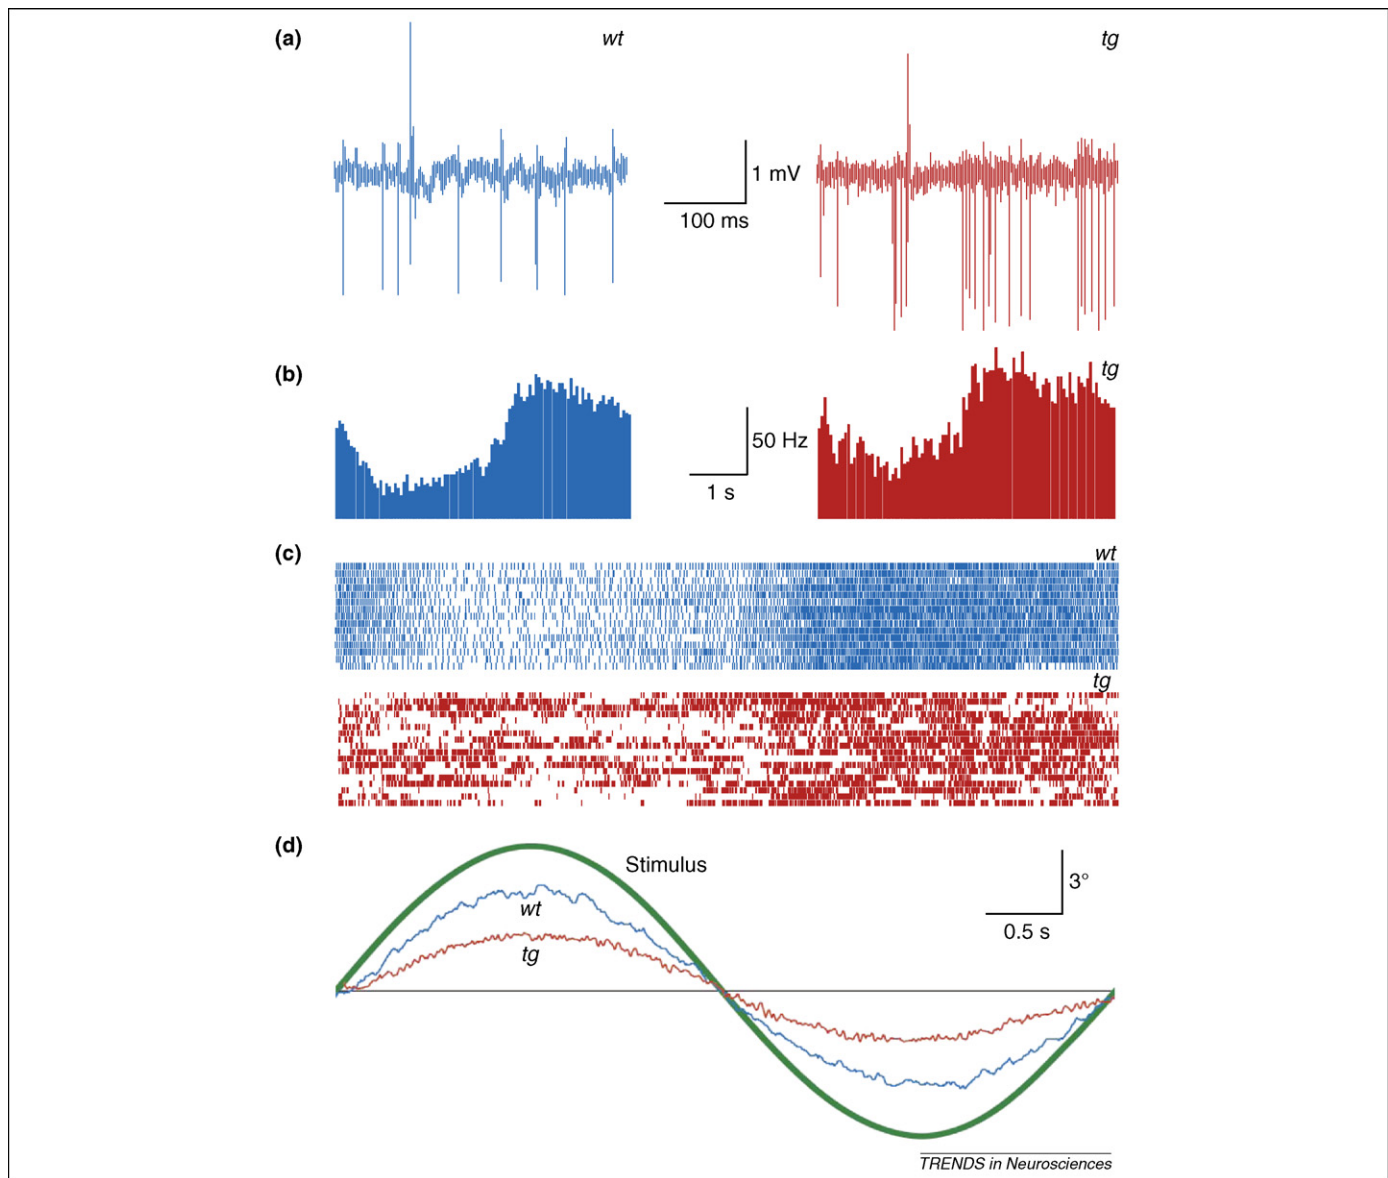 (a) wt tg
1 mV
100 ms
(b) tg
50 Hz
1 s
(c) wt
tg
(d)
Stimulus
3°
wt
0.5 s
tg
TRENDS in Neurosciences